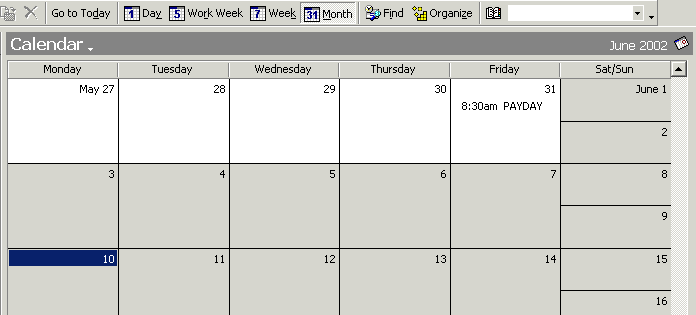 Go to Today 1 Day 5 Work Week 7 Week 31 Month Find Organize
Calendar June 2002
Monday Tuesday Wednesday Thursday Friday Sat/Sun
May 27 28 29 30 31 June 1
8:30am PAYDAY
2
3 4 5 6 7 8
9
10 11 12 13 14 15
16